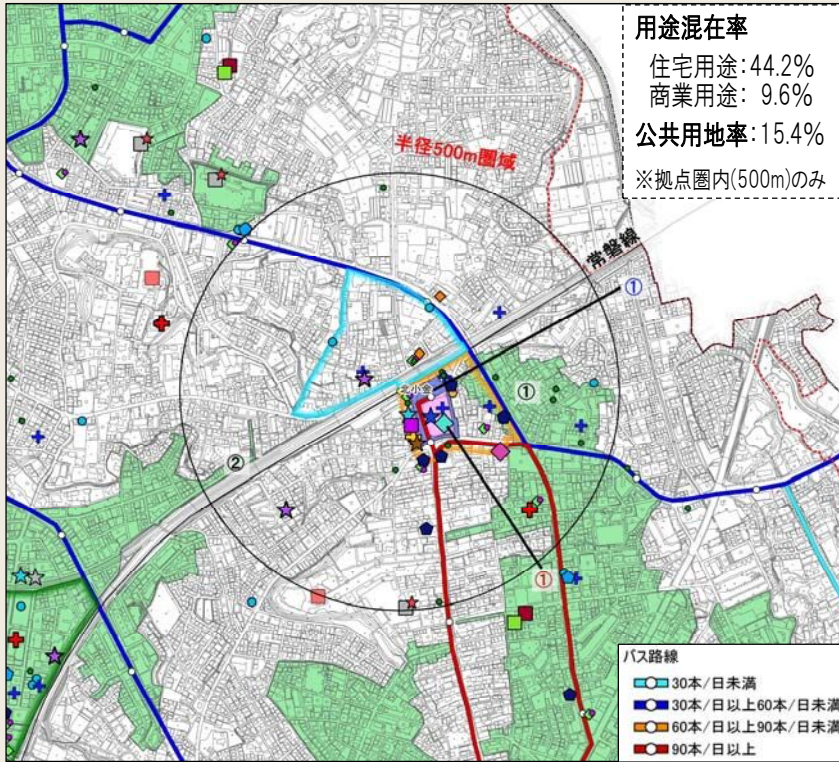 用途混在率
住宅用途:44.2%
商業用途: 9.6%
公共用地率:15.4%
※拠点圏内(500m)のみ
半径500m圏域
常磐線
①
①
②
①
バス路線
30本/日未満
30本/日以上60本/日未満
60本/日以上90本/日未満
90本/日以上